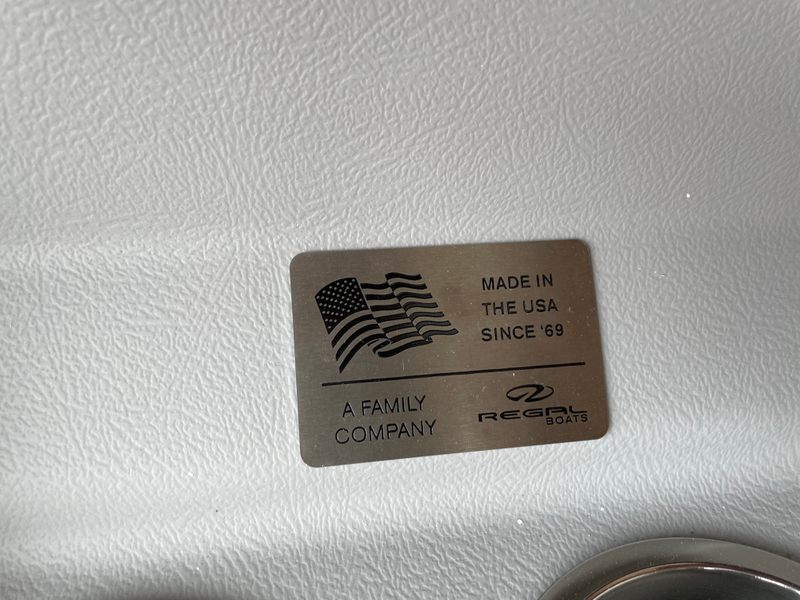 MADE IN
THE USA
SINCE '69
A FAMILY
COMPANY
REGAL
BOATS